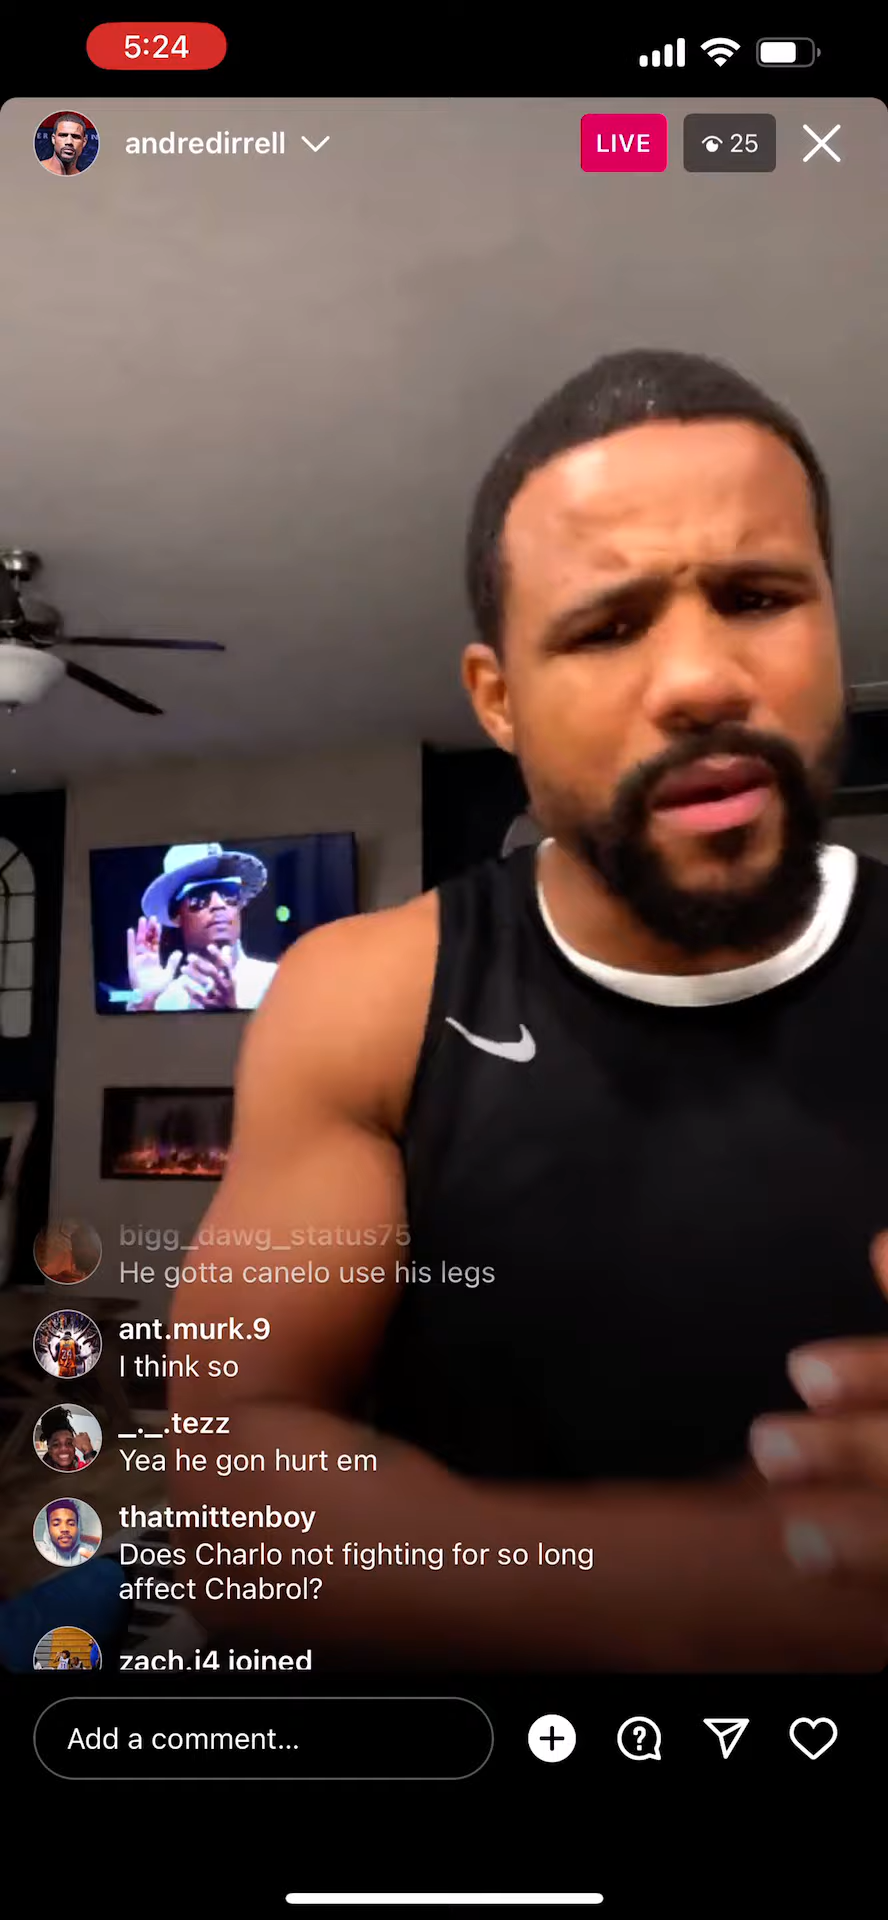 5:24
andredirrell
LIVE
25
bigg_dawg_status75
He gotta canelo use his legs
ant.murk.9
I think so
_._.tezz
Yea he gon hurt em
thatmittenboy
Does Charlo not fighting for so long
affect Chabrol?
zach.i4 joined
Add a comment...